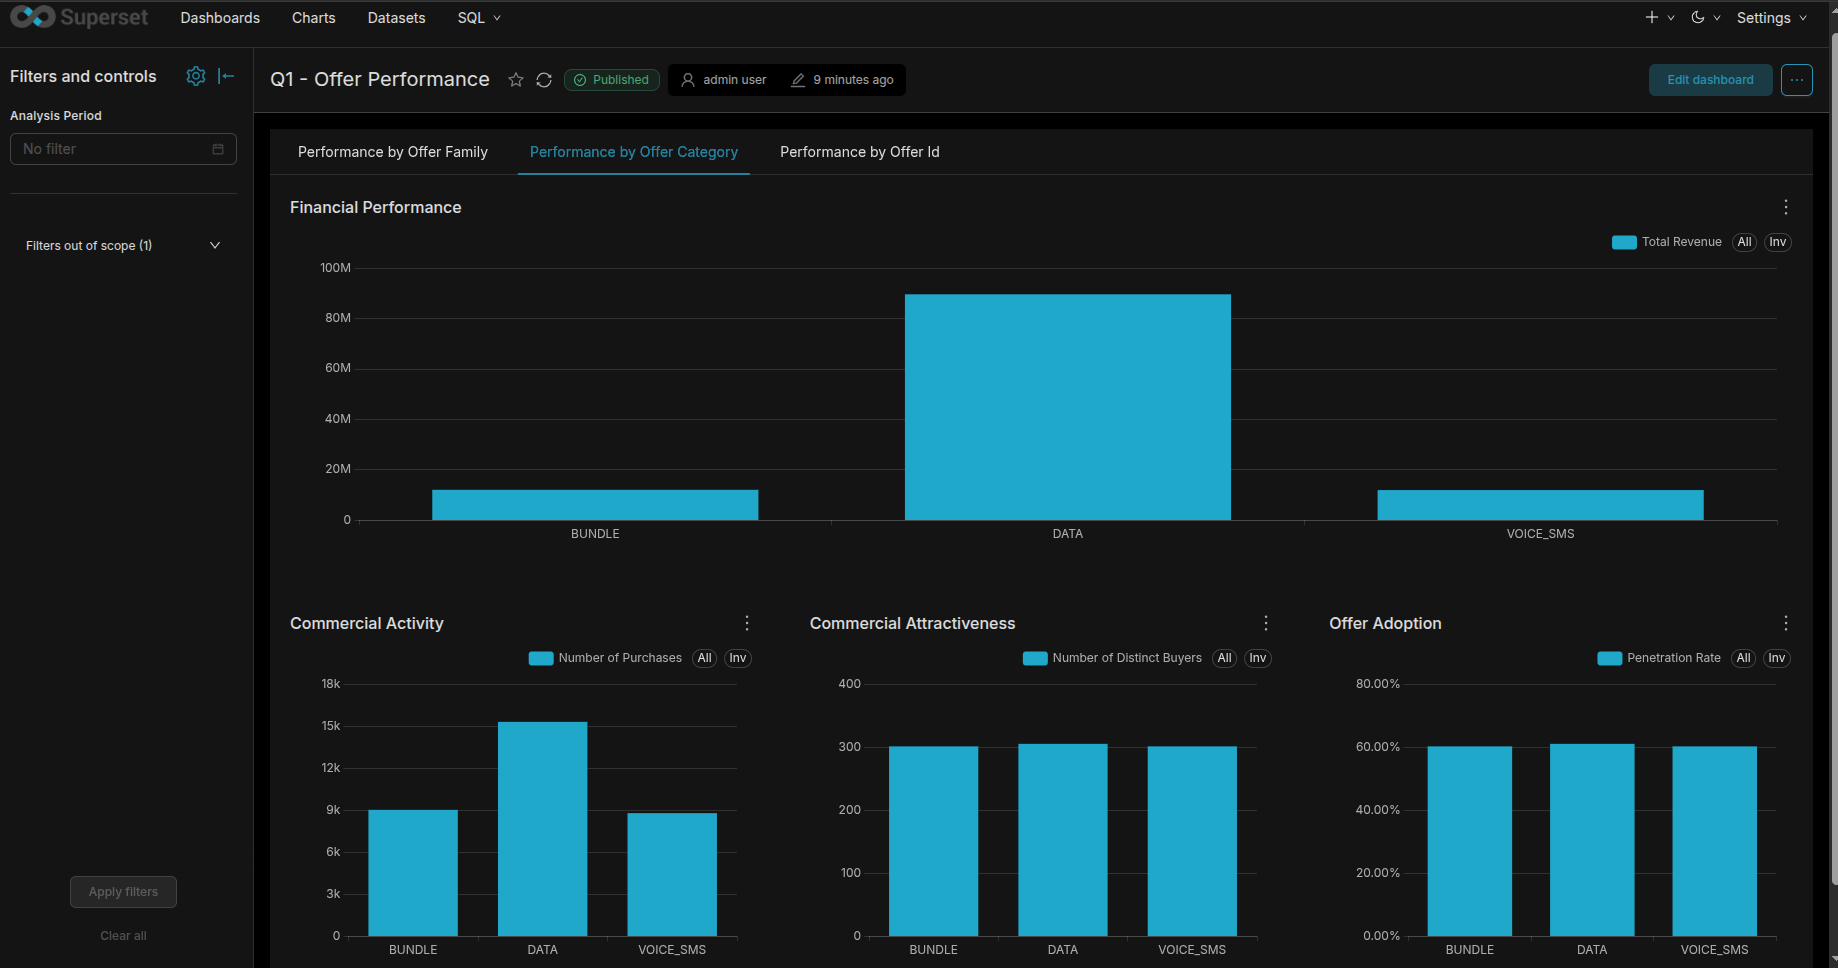 Superset
Dashboards
Charts
Datasets
SQL
Settings
Filters and controls
Analysis Period
No filter
Filters out of scope (1)
Apply filters
Clear all
Q1 - Offer Performance
Published
admin user
9 minutes ago
Edit dashboard
Performance by Offer Family
Performance by Offer Category
Performance by Offer Id
Financial Performance
Total Revenue
All
Inv
100M
80M
60M
40M
20M
0
BUNDLE
DATA
VOICE_SMS
Commercial Activity
Number of Purchases
All
Inv
18k
15k
12k
9k
6k
3k
0
BUNDLE
DATA
VOICE_SMS
Commercial Attractiveness
Number of Distinct Buyers
All
Inv
400
300
200
100
0
BUNDLE
DATA
VOICE_SMS
Offer Adoption
Penetration Rate
All
Inv
80.00%
60.00%
40.00%
20.00%
0.00%
BUNDLE
DATA
VOICE_SMS